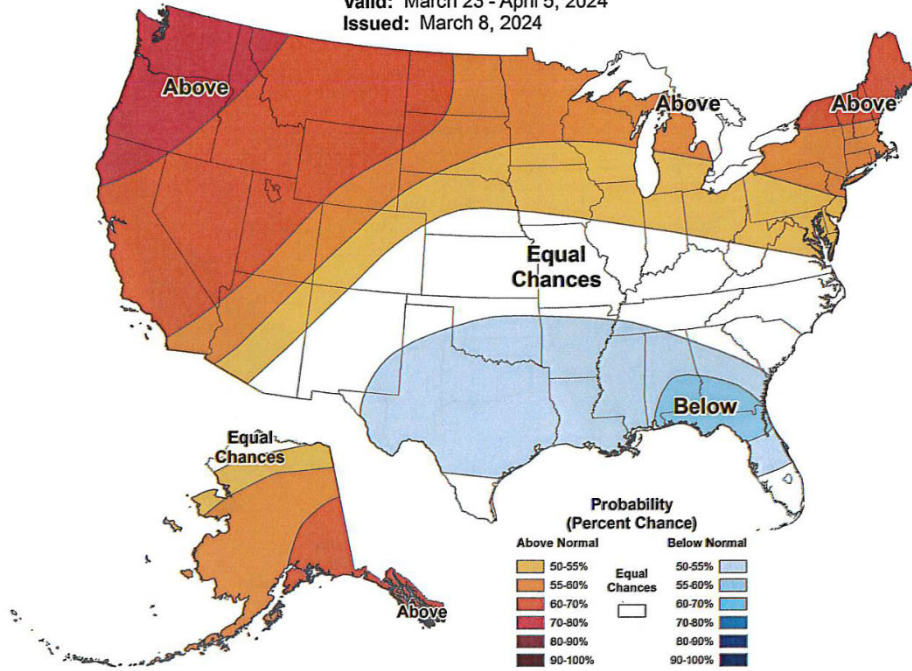 Valid: March 23 - April 5, 2024
Issued: March 8, 2024
Above
Above
Above
Equal
Chances
Below
Equal
Chances
Above
Probability
(Percent Chance)
Above Normal
Below Normal
50-55%
55-60%
60-70%
70-80%
80-90%
90-100%
Equal
Chances
50-55%
55-60%
60-70%
70-80%
80-90%
90-100%